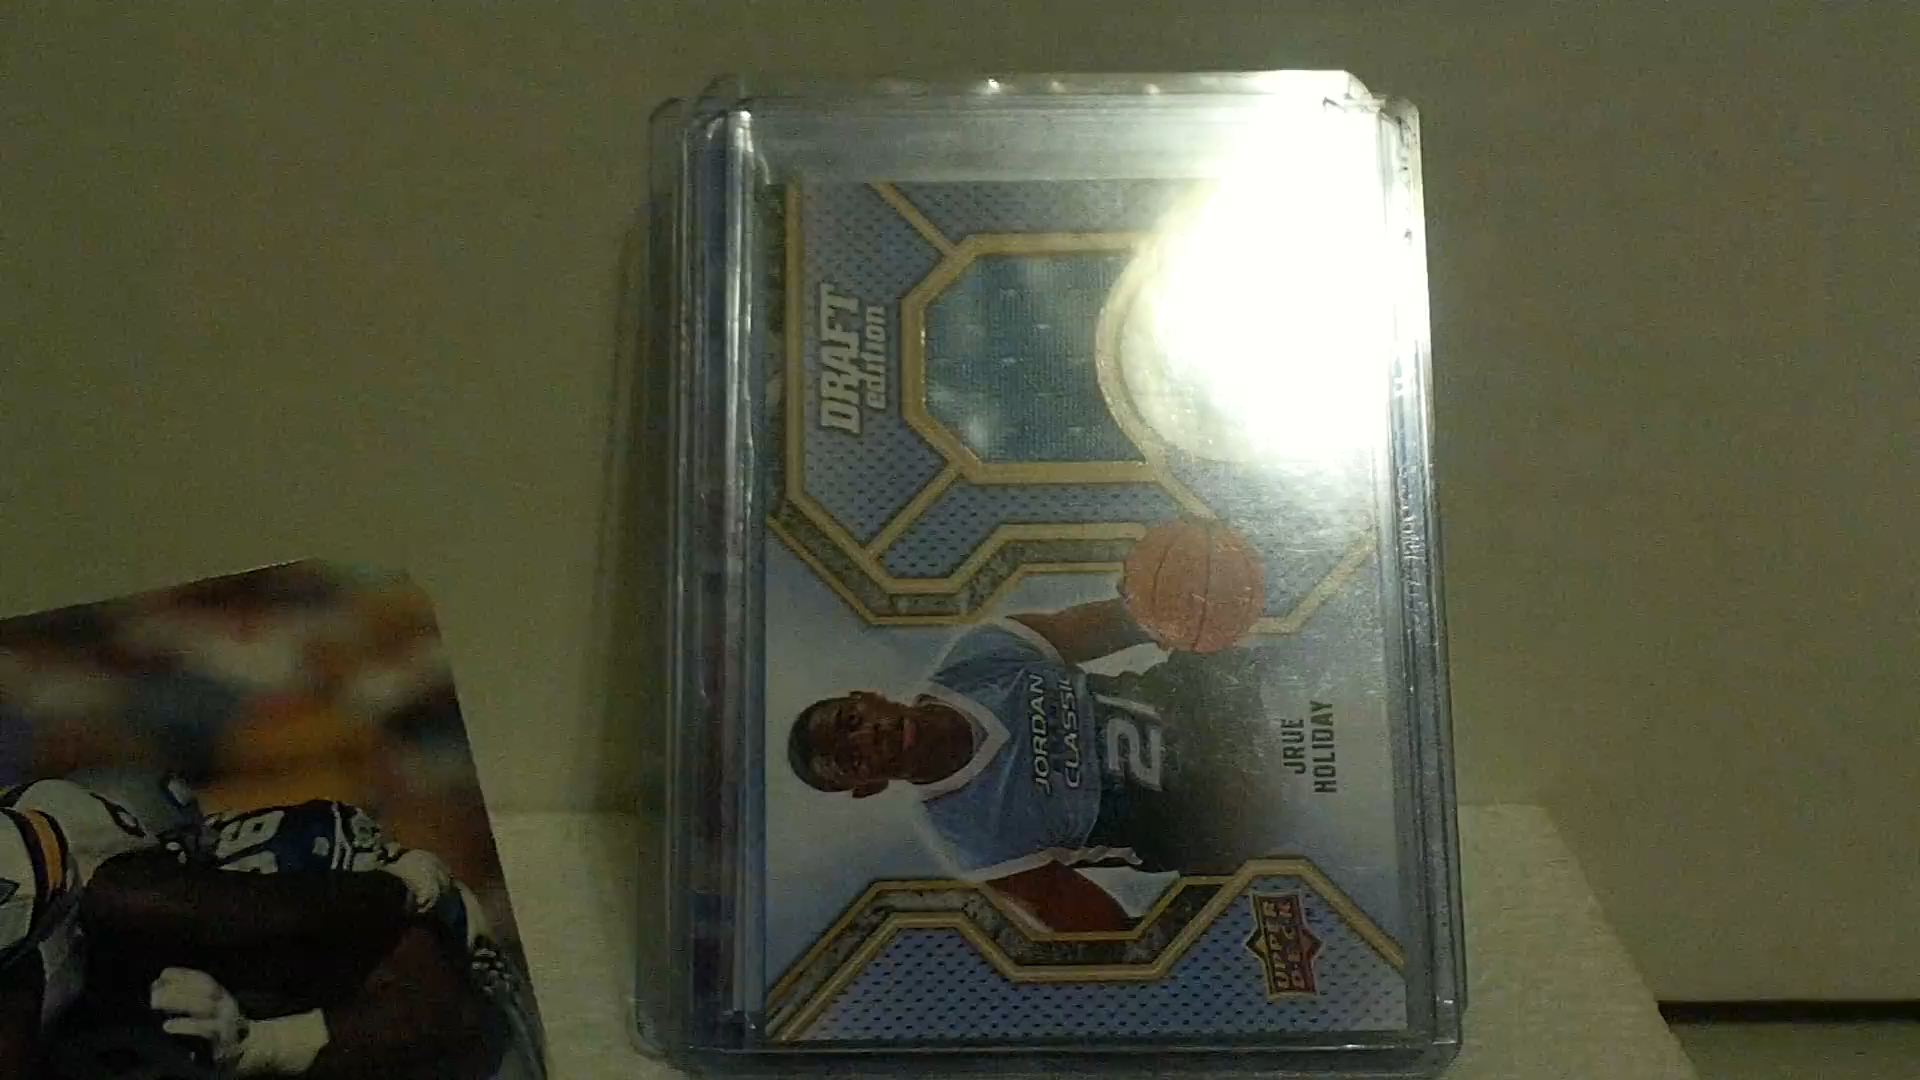 DRAFT
edition
JORDAN
CLASSIC
21
JRUE
HOLIDAY
UPPER
DECK